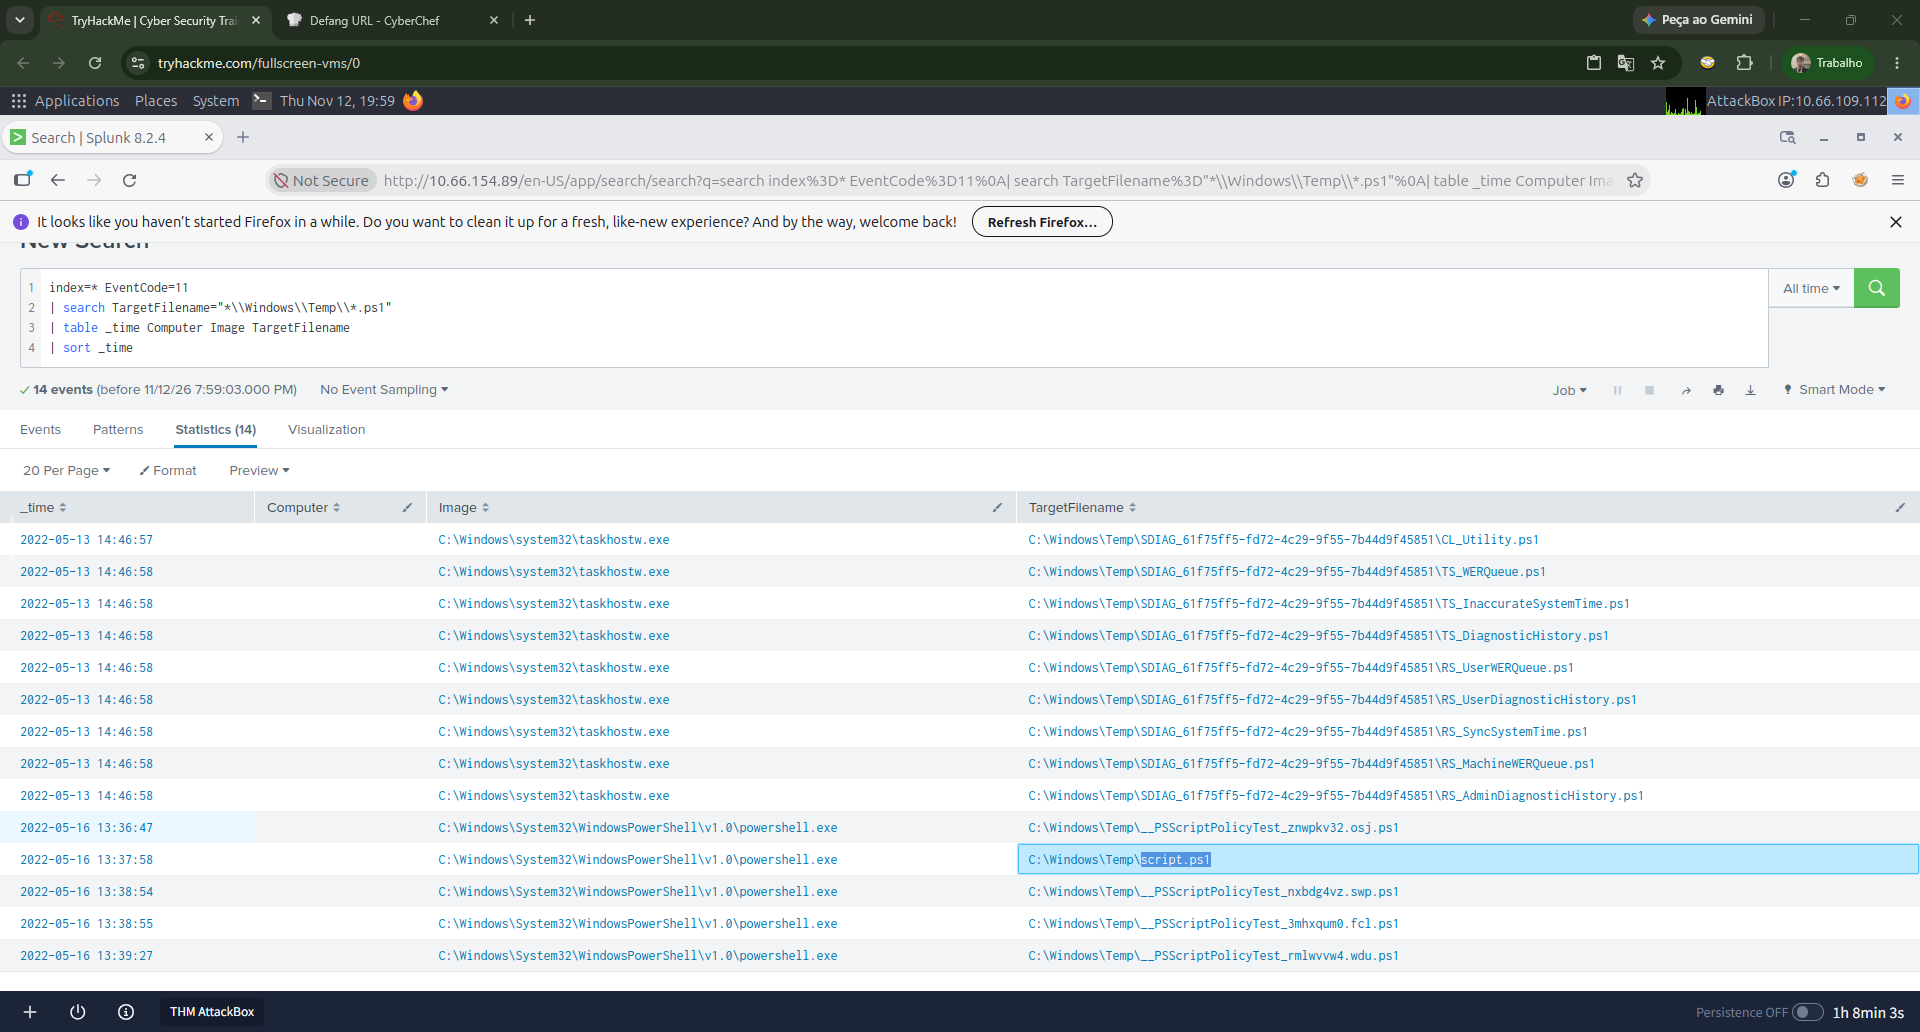 TryHackMe | Cyber Security Trai
Defang URL - CyberChef
Peça ao Gemini
tryhackme.com/fullscreen-vms/0
Trabalho
Applications Places System Thu Nov 12, 19:59
AttackBox IP:10.66.109.112
Search | Splunk 8.2.4
Not Secure http://10.66.154.89/en-US/app/search/search?q=search index%3D* EventCode%3D11%0A| search TargetFilename%3D"*\\Windows\\Temp\\*.ps1"%0A| table _time Computer Ima
It looks like you haven't started Firefox in a while. Do you want to clean it up for a fresh, like-new experience? And by the way, welcome back! Refresh Firefox...
New Search
1 index=* EventCode=11
2 | search TargetFilename="*\\Windows\\Temp\\*.ps1"
3 | table _time Computer Image TargetFilename
4 | sort _time
All time
14 events (before 11/12/26 7:59:03.000 PM) No Event Sampling
Job Smart Mode
Events Patterns Statistics (14) Visualization
20 Per Page Format Preview
_time Computer Image TargetFilename
2022-05-13 14:46:57 C:\Windows\system32\taskhostw.exe C:\Windows\Temp\SDIAG_61f75ff5-fd72-4c29-9f55-7b44d9f45851\CL_Utility.ps1
2022-05-13 14:46:58 C:\Windows\system32\taskhostw.exe C:\Windows\Temp\SDIAG_61f75ff5-fd72-4c29-9f55-7b44d9f45851\TS_WERQueue.ps1
2022-05-13 14:46:58 C:\Windows\system32\taskhostw.exe C:\Windows\Temp\SDIAG_61f75ff5-fd72-4c29-9f55-7b44d9f45851\TS_InaccurateSystemTime.ps1
2022-05-13 14:46:58 C:\Windows\system32\taskhostw.exe C:\Windows\Temp\SDIAG_61f75ff5-fd72-4c29-9f55-7b44d9f45851\TS_DiagnosticHistory.ps1
2022-05-13 14:46:58 C:\Windows\system32\taskhostw.exe C:\Windows\Temp\SDIAG_61f75ff5-fd72-4c29-9f55-7b44d9f45851\RS_UserWERQueue.ps1
2022-05-13 14:46:58 C:\Windows\system32\taskhostw.exe C:\Windows\Temp\SDIAG_61f75ff5-fd72-4c29-9f55-7b44d9f45851\RS_UserDiagnosticHistory.ps1
2022-05-13 14:46:58 C:\Windows\system32\taskhostw.exe C:\Windows\Temp\SDIAG_61f75ff5-fd72-4c29-9f55-7b44d9f45851\RS_SyncSystemTime.ps1
2022-05-13 14:46:58 C:\Windows\system32\taskhostw.exe C:\Windows\Temp\SDIAG_61f75ff5-fd72-4c29-9f55-7b44d9f45851\RS_MachineWERQueue.ps1
2022-05-13 14:46:58 C:\Windows\system32\taskhostw.exe C:\Windows\Temp\SDIAG_61f75ff5-fd72-4c29-9f55-7b44d9f45851\RS_AdminDiagnosticHistory.ps1
2022-05-16 13:36:47 C:\Windows\System32\WindowsPowerShell\v1.0\powershell.exe C:\Windows\Temp\__PSScriptPolicyTest_znwpkv32.osj.ps1
2022-05-16 13:37:58 C:\Windows\System32\WindowsPowerShell\v1.0\powershell.exe C:\Windows\Temp\script.ps1
2022-05-16 13:38:54 C:\Windows\System32\WindowsPowerShell\v1.0\powershell.exe C:\Windows\Temp\__PSScriptPolicyTest_nxbdg4vz.swp.ps1
2022-05-16 13:38:55 C:\Windows\System32\WindowsPowerShell\v1.0\powershell.exe C:\Windows\Temp\__PSScriptPolicyTest_3mhxqum0.fcl.ps1
2022-05-16 13:39:27 C:\Windows\System32\WindowsPowerShell\v1.0\powershell.exe C:\Windows\Temp\__PSScriptPolicyTest_rmlwvvw4.wdu.ps1
THM AttackBox
Persistence OFF 1h 8min 3s